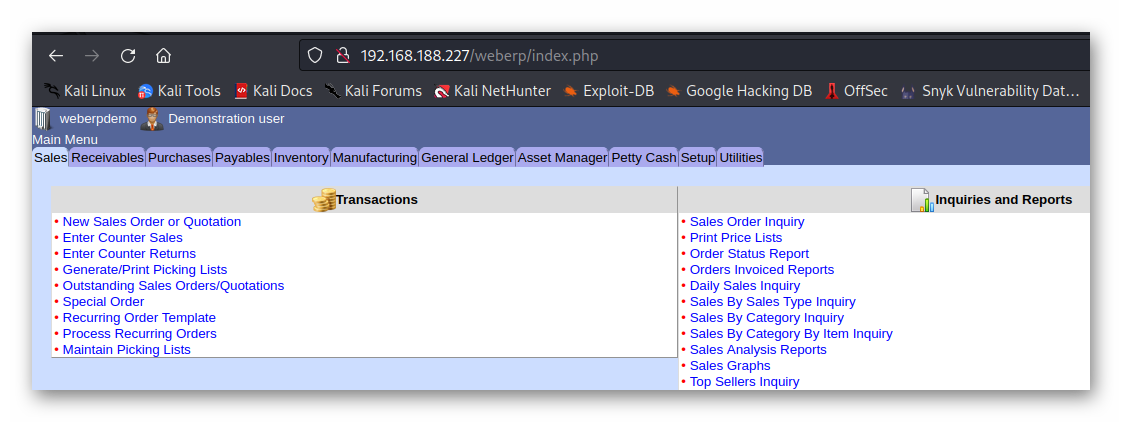 192.168.188.227/weberp/index.php
Kali Linux Kali Tools Kali Docs Kali Forums Kali NetHunter Exploit-DB Google Hacking DB OffSec Snyk Vulnerability Dat...
weberpdemo Demonstration user
Main Menu
Sales Receivables Purchases Payables Inventory Manufacturing General Ledger Asset Manager Petty Cash Setup Utilities
Transactions
• New Sales Order or Quotation
• Enter Counter Sales
• Enter Counter Returns
• Generate/Print Picking Lists
• Outstanding Sales Orders/Quotations
• Special Order
• Recurring Order Template
• Process Recurring Orders
• Maintain Picking Lists
Inquiries and Reports
• Sales Order Inquiry
• Print Price Lists
• Order Status Report
• Orders Invoiced Reports
• Daily Sales Inquiry
• Sales By Sales Type Inquiry
• Sales By Category Inquiry
• Sales By Category By Item Inquiry
• Sales Analysis Reports
• Sales Graphs
• Top Sellers Inquiry